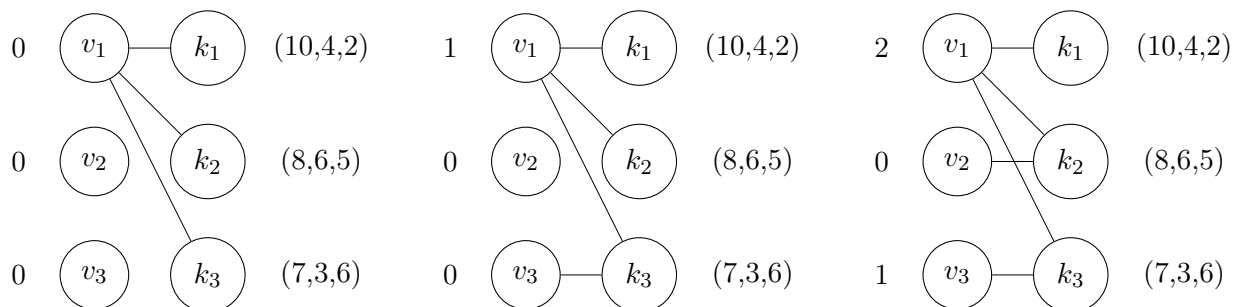 0 v₁ k₁ (10,4,2) 1 v₁ k₁ (10,4,2) 2 v₁ k₁ (10,4,2)
0 v₂ k₂ (8,6,5) 0 v₂ k₂ (8,6,5) 0 v₂ k₂ (8,6,5)
0 v₃ k₃ (7,3,6) 0 v₃ k₃ (7,3,6) 1 v₃ k₃ (7,3,6)